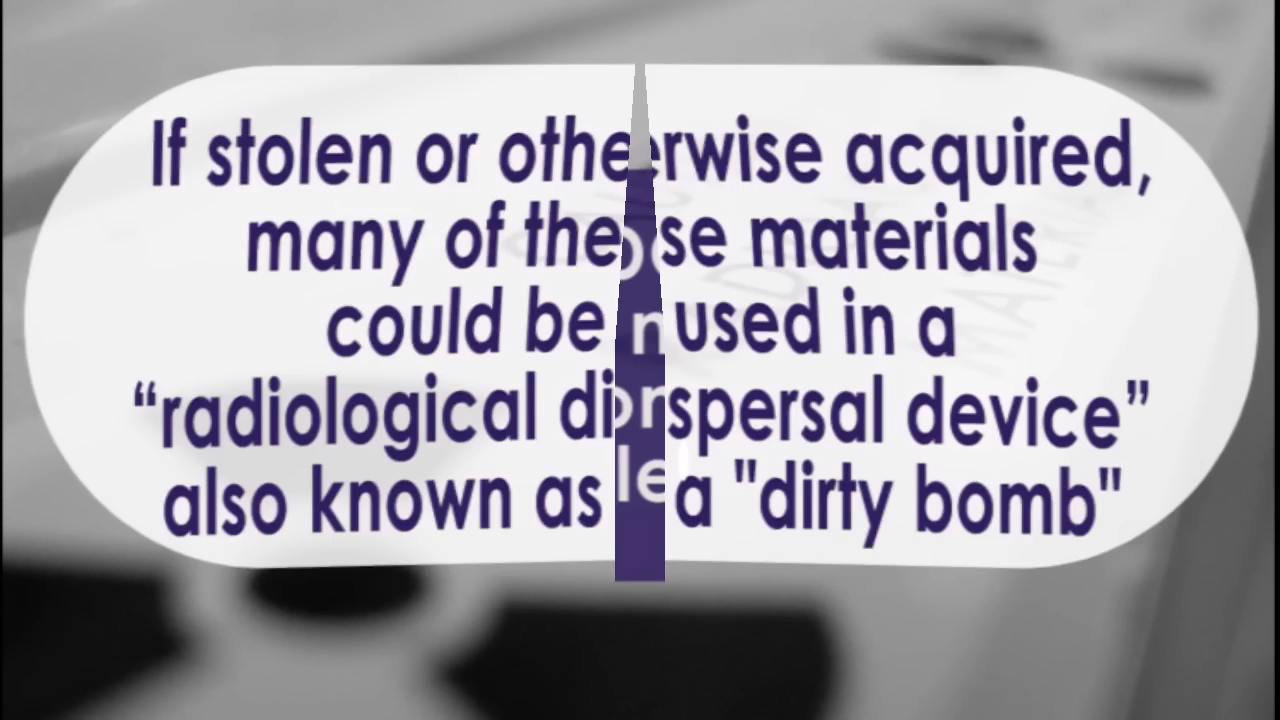 If stolen or otherwise acquired,
many of these materials
could be used in a
“radiological dispersal device”
also known as a "dirty bomb"